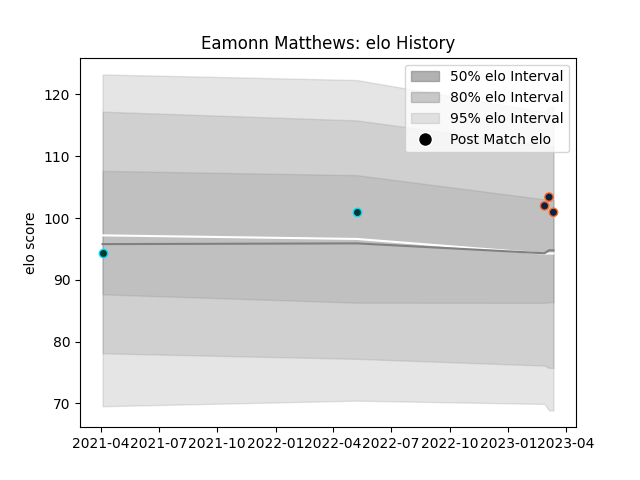 Eamonn Matthews: elo History
50% elo Interval
80% elo Interval
95% elo Interval
Post Match elo
elo score
120
110
100
90
80
70
2021-04 2021-07 2021-10 2022-01 2022-04 2022-07 2022-10 2023-01 2023-04